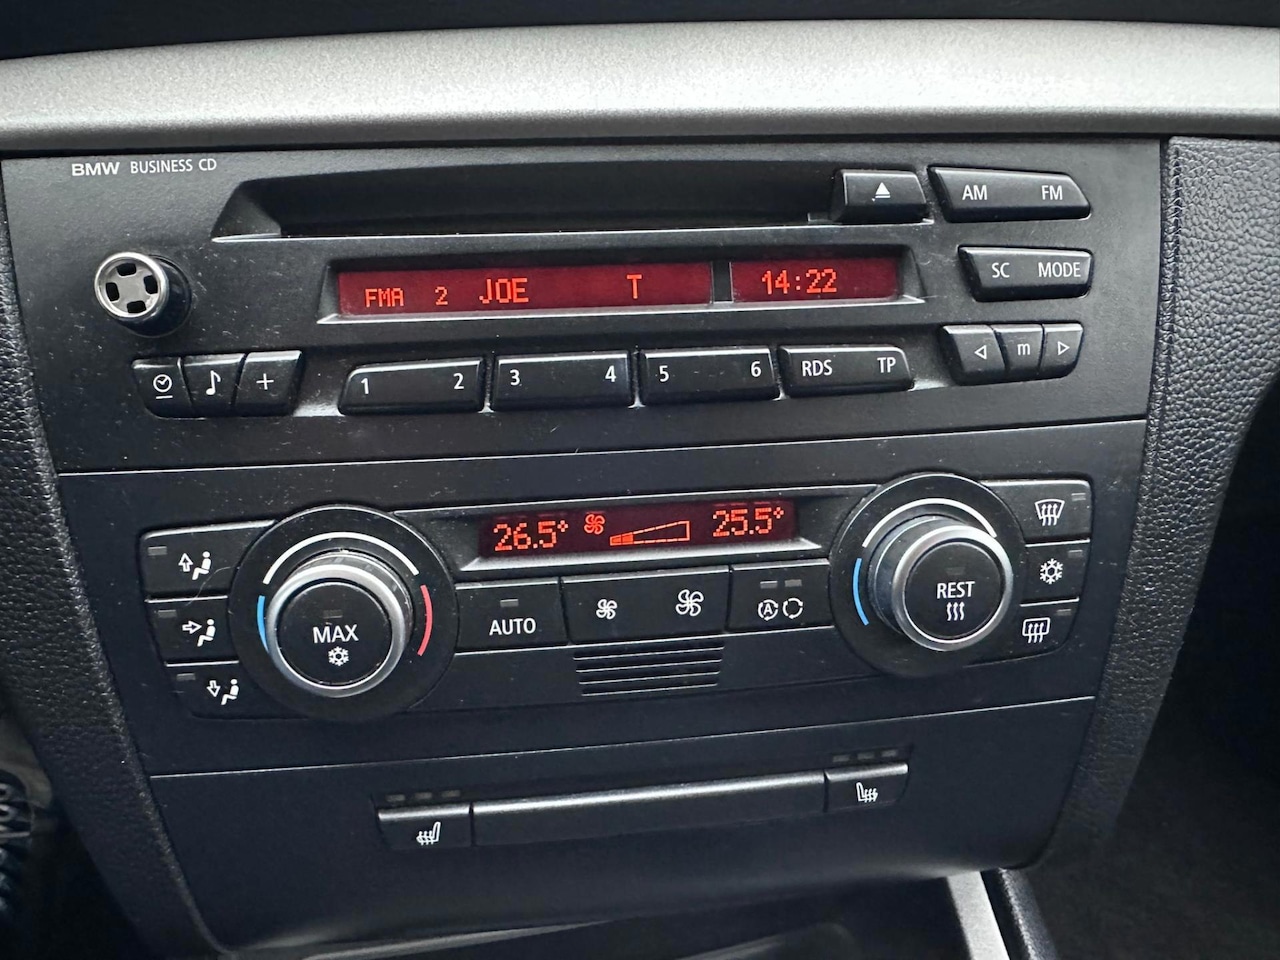 BMW BUSINESS CD
AM FM
FMA 2 JOE T 14:22
SC MODE
+ 1 2 3 4 5 6 RDS TP m
26.5° 25.5°
MAX AUTO A REST